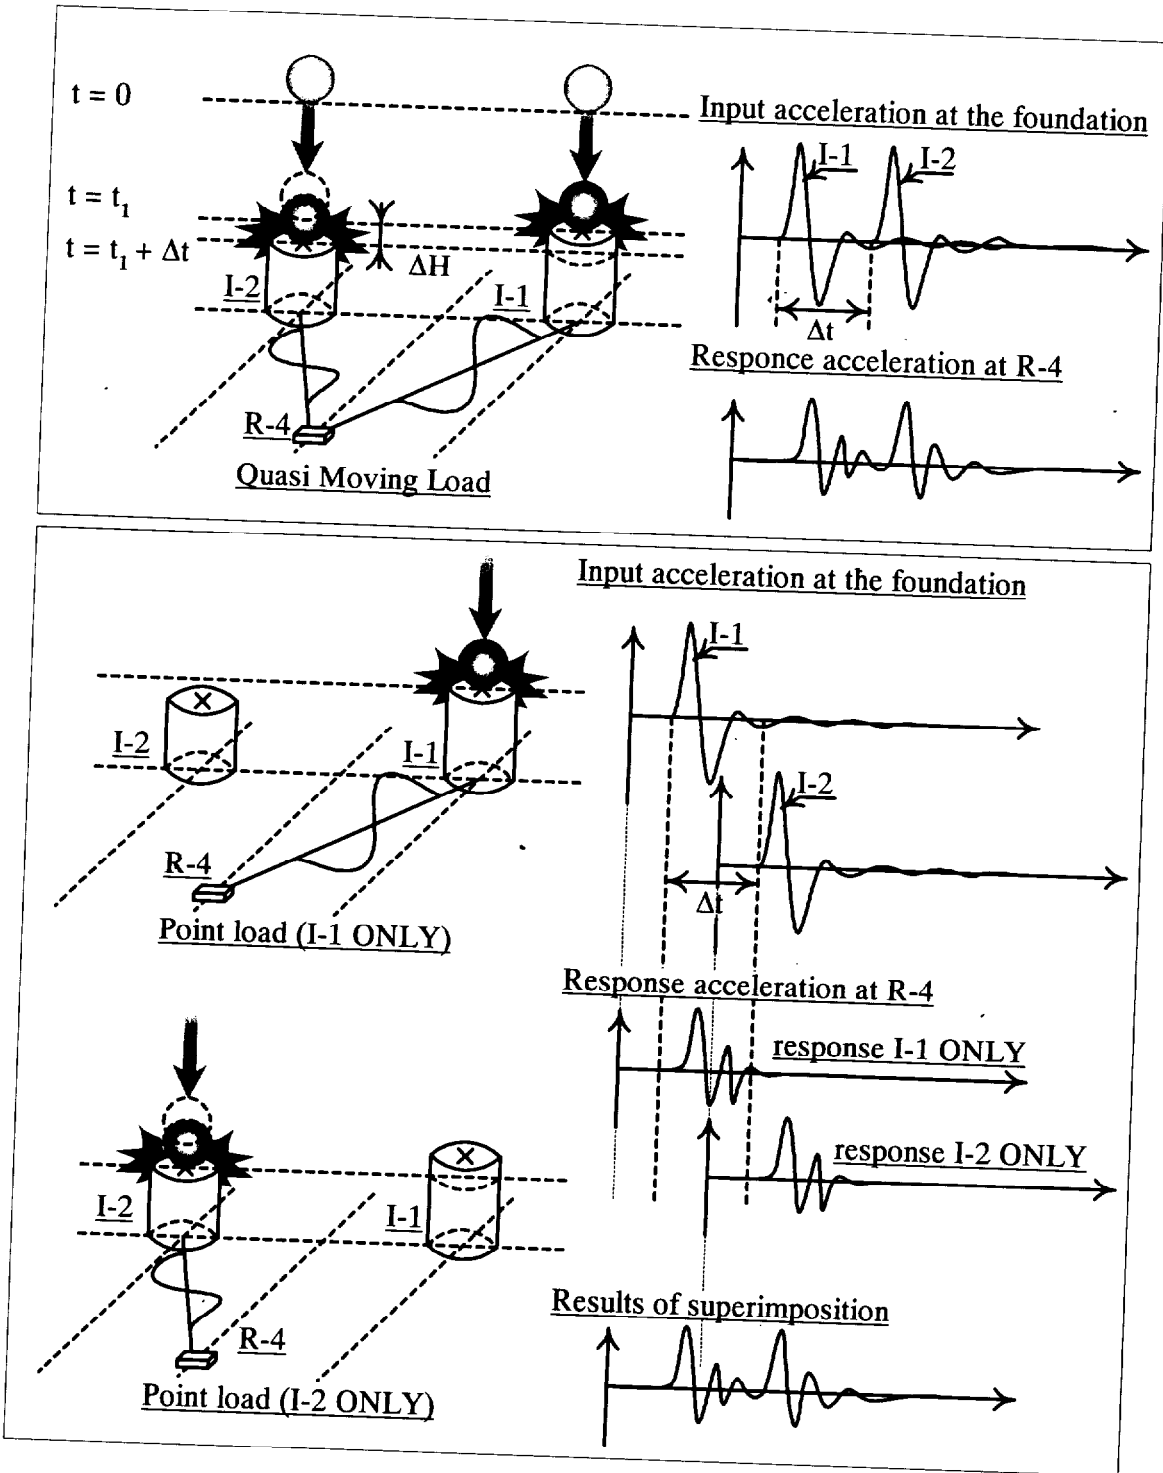 t = 0
t = t₁
t = t₁ + Δt
ΔH
I-2
I-1
R-4
Quasi Moving Load
Input acceleration at the foundation
I-1
I-2
Δt
Responce acceleration at R-4
Input acceleration at the foundation
I-1
I-2
Δt
I-2
I-1
R-4
Point load (I-1 ONLY)
Response acceleration at R-4
response I-1 ONLY
response I-2 ONLY
I-2
I-1
R-4
Point load (I-2 ONLY)
Results of superimposition